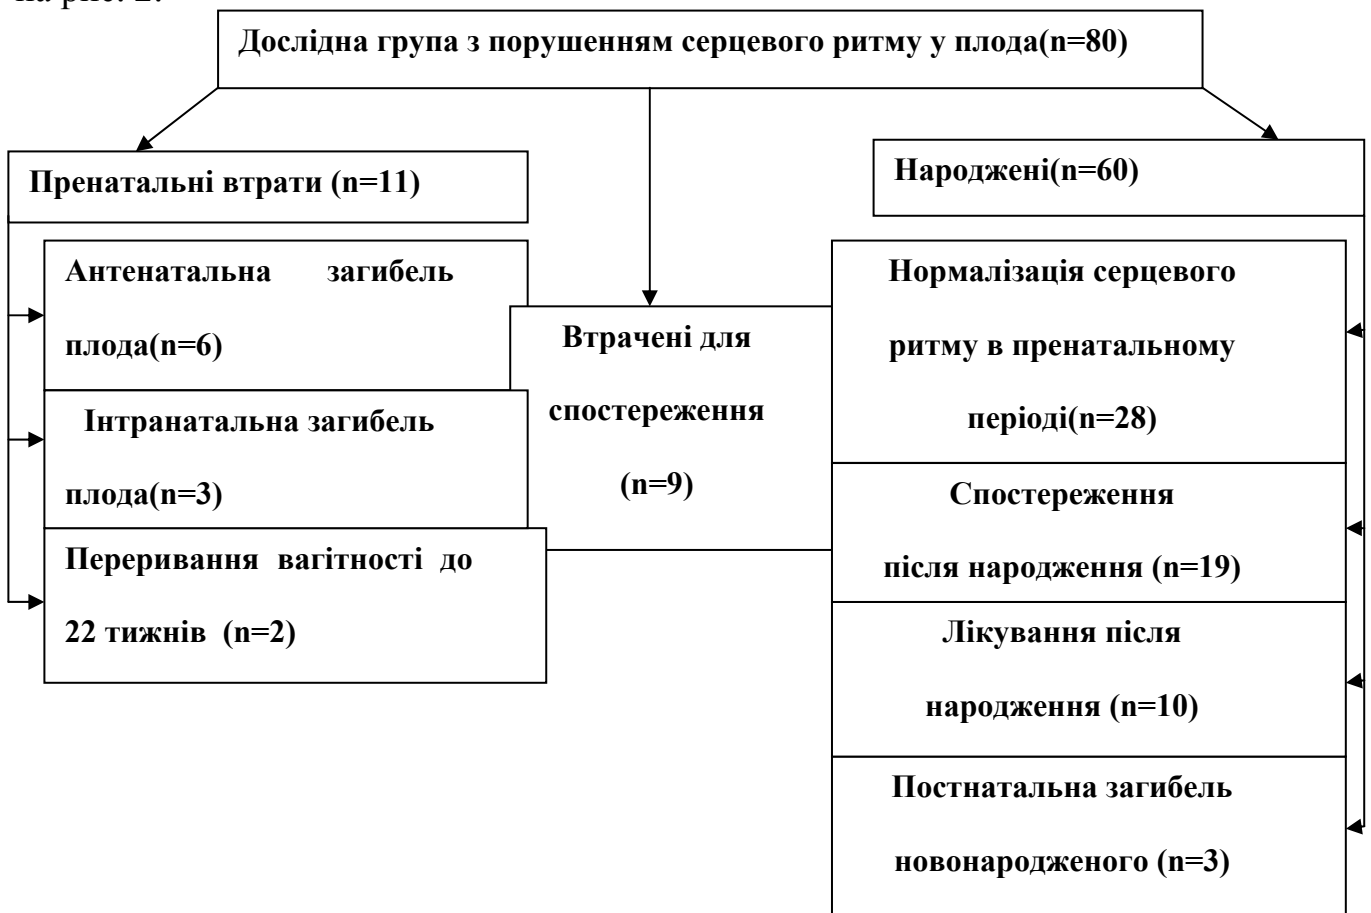 на рис. 2.
Дослідна група з порушенням серцевого ритму у плода(n=80)
Пренатальні втрати (n=11)
Антенатальна загибель
плода(n=6)
Інтранатальна загибель
плода(n=3)
Переривання вагітності до
22 тижнів (n=2)
Втрачені для
спостереження
(n=9)
Народжені(n=60)
Нормалізація серцевого
ритму в пренатальному
періоді(n=28)
Спостереження
після народження (n=19)
Лікування після
народження (n=10)
Постнатальна загибель
новонародженого (n=3)